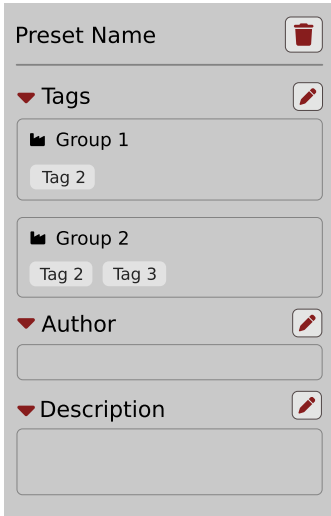 Preset Name
Tags
Group 1
Tag 2
Group 2
Tag 2 Tag 3
Author
Description